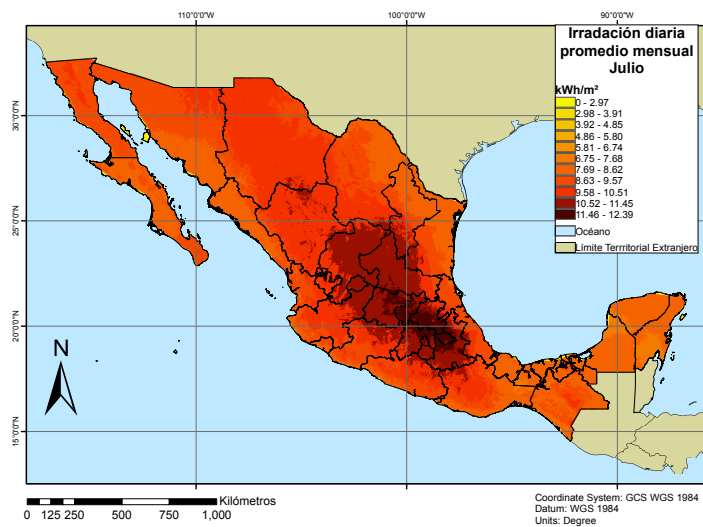 110°0'0"W
100°0'0"W
90°0'0"W
Irradación diaria
promedio mensual
Julio
kWh/m²
0 - 2.97
2.98 - 3.91
3.92 - 4.85
4.86 - 5.80
5.81 - 6.74
6.75 - 7.68
7.69 - 8.62
8.63 - 9.57
9.58 - 10.51
10.52 - 11.45
11.46 - 12.39
Océano
Límite Terrritorial Extranjero
30°0'0"N
25°0'0"N
20°0'0"N
15°0'0"N
N
Kilómetros
0 125 250 500 750 1,000
Coordinate System: GCS WGS 1984
Datum: WGS 1984
Units: Degree